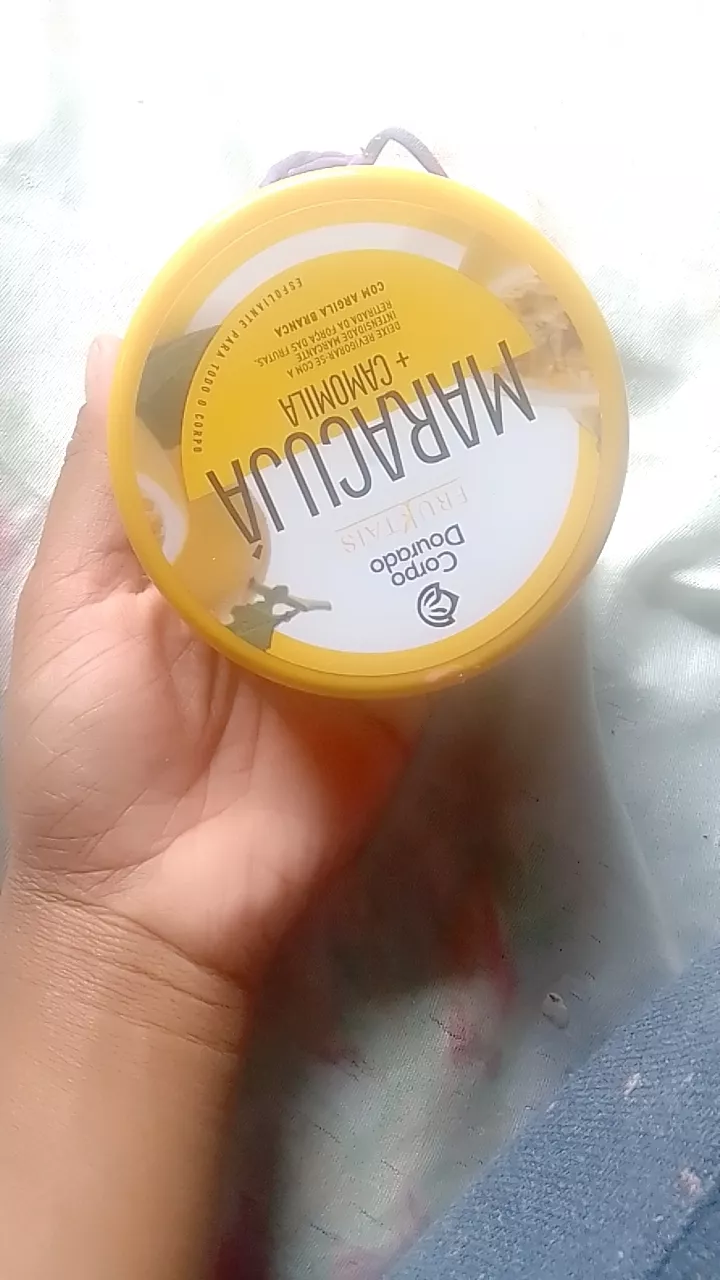 Corpo
Dourado
FRUKTAIS
MARACUJÁ
+ CAMOMILA
DEIXE REVIGORAR-SE COM A
INTENSIDADE MARCANTE
RETIRADA DA FORÇA DAS FRUTAS.
COM ARGILA BRANCA
ESFOLIANTE PARA TODO O CORPO